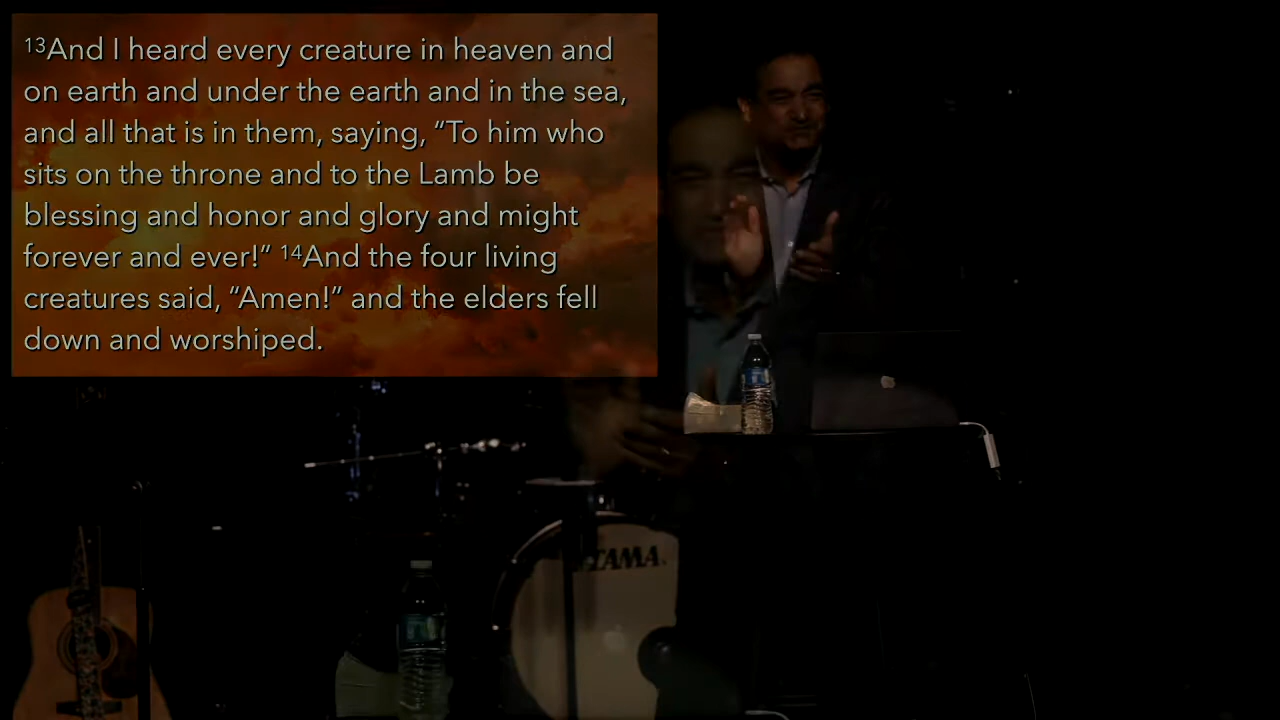 ¹³And I heard every creature in heaven and
on earth and under the earth and in the sea,
and all that is in them, saying, “To him who
sits on the throne and to the Lamb be
blessing and honor and glory and might
forever and ever!” ¹⁴And the four living
creatures said, “Amen!” and the elders fell
down and worshiped.
TAMA